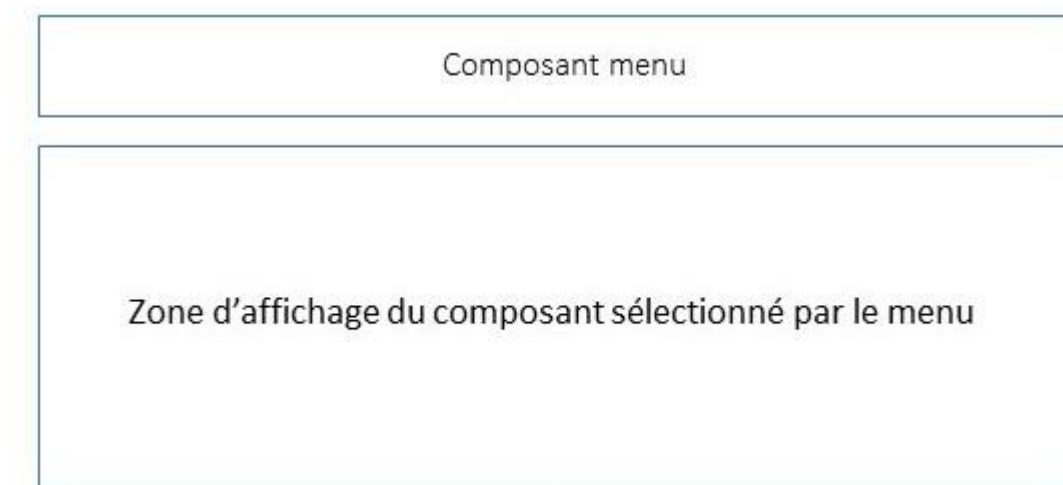 Composant menu
Zone d’affichage du composant sélectionné par le menu